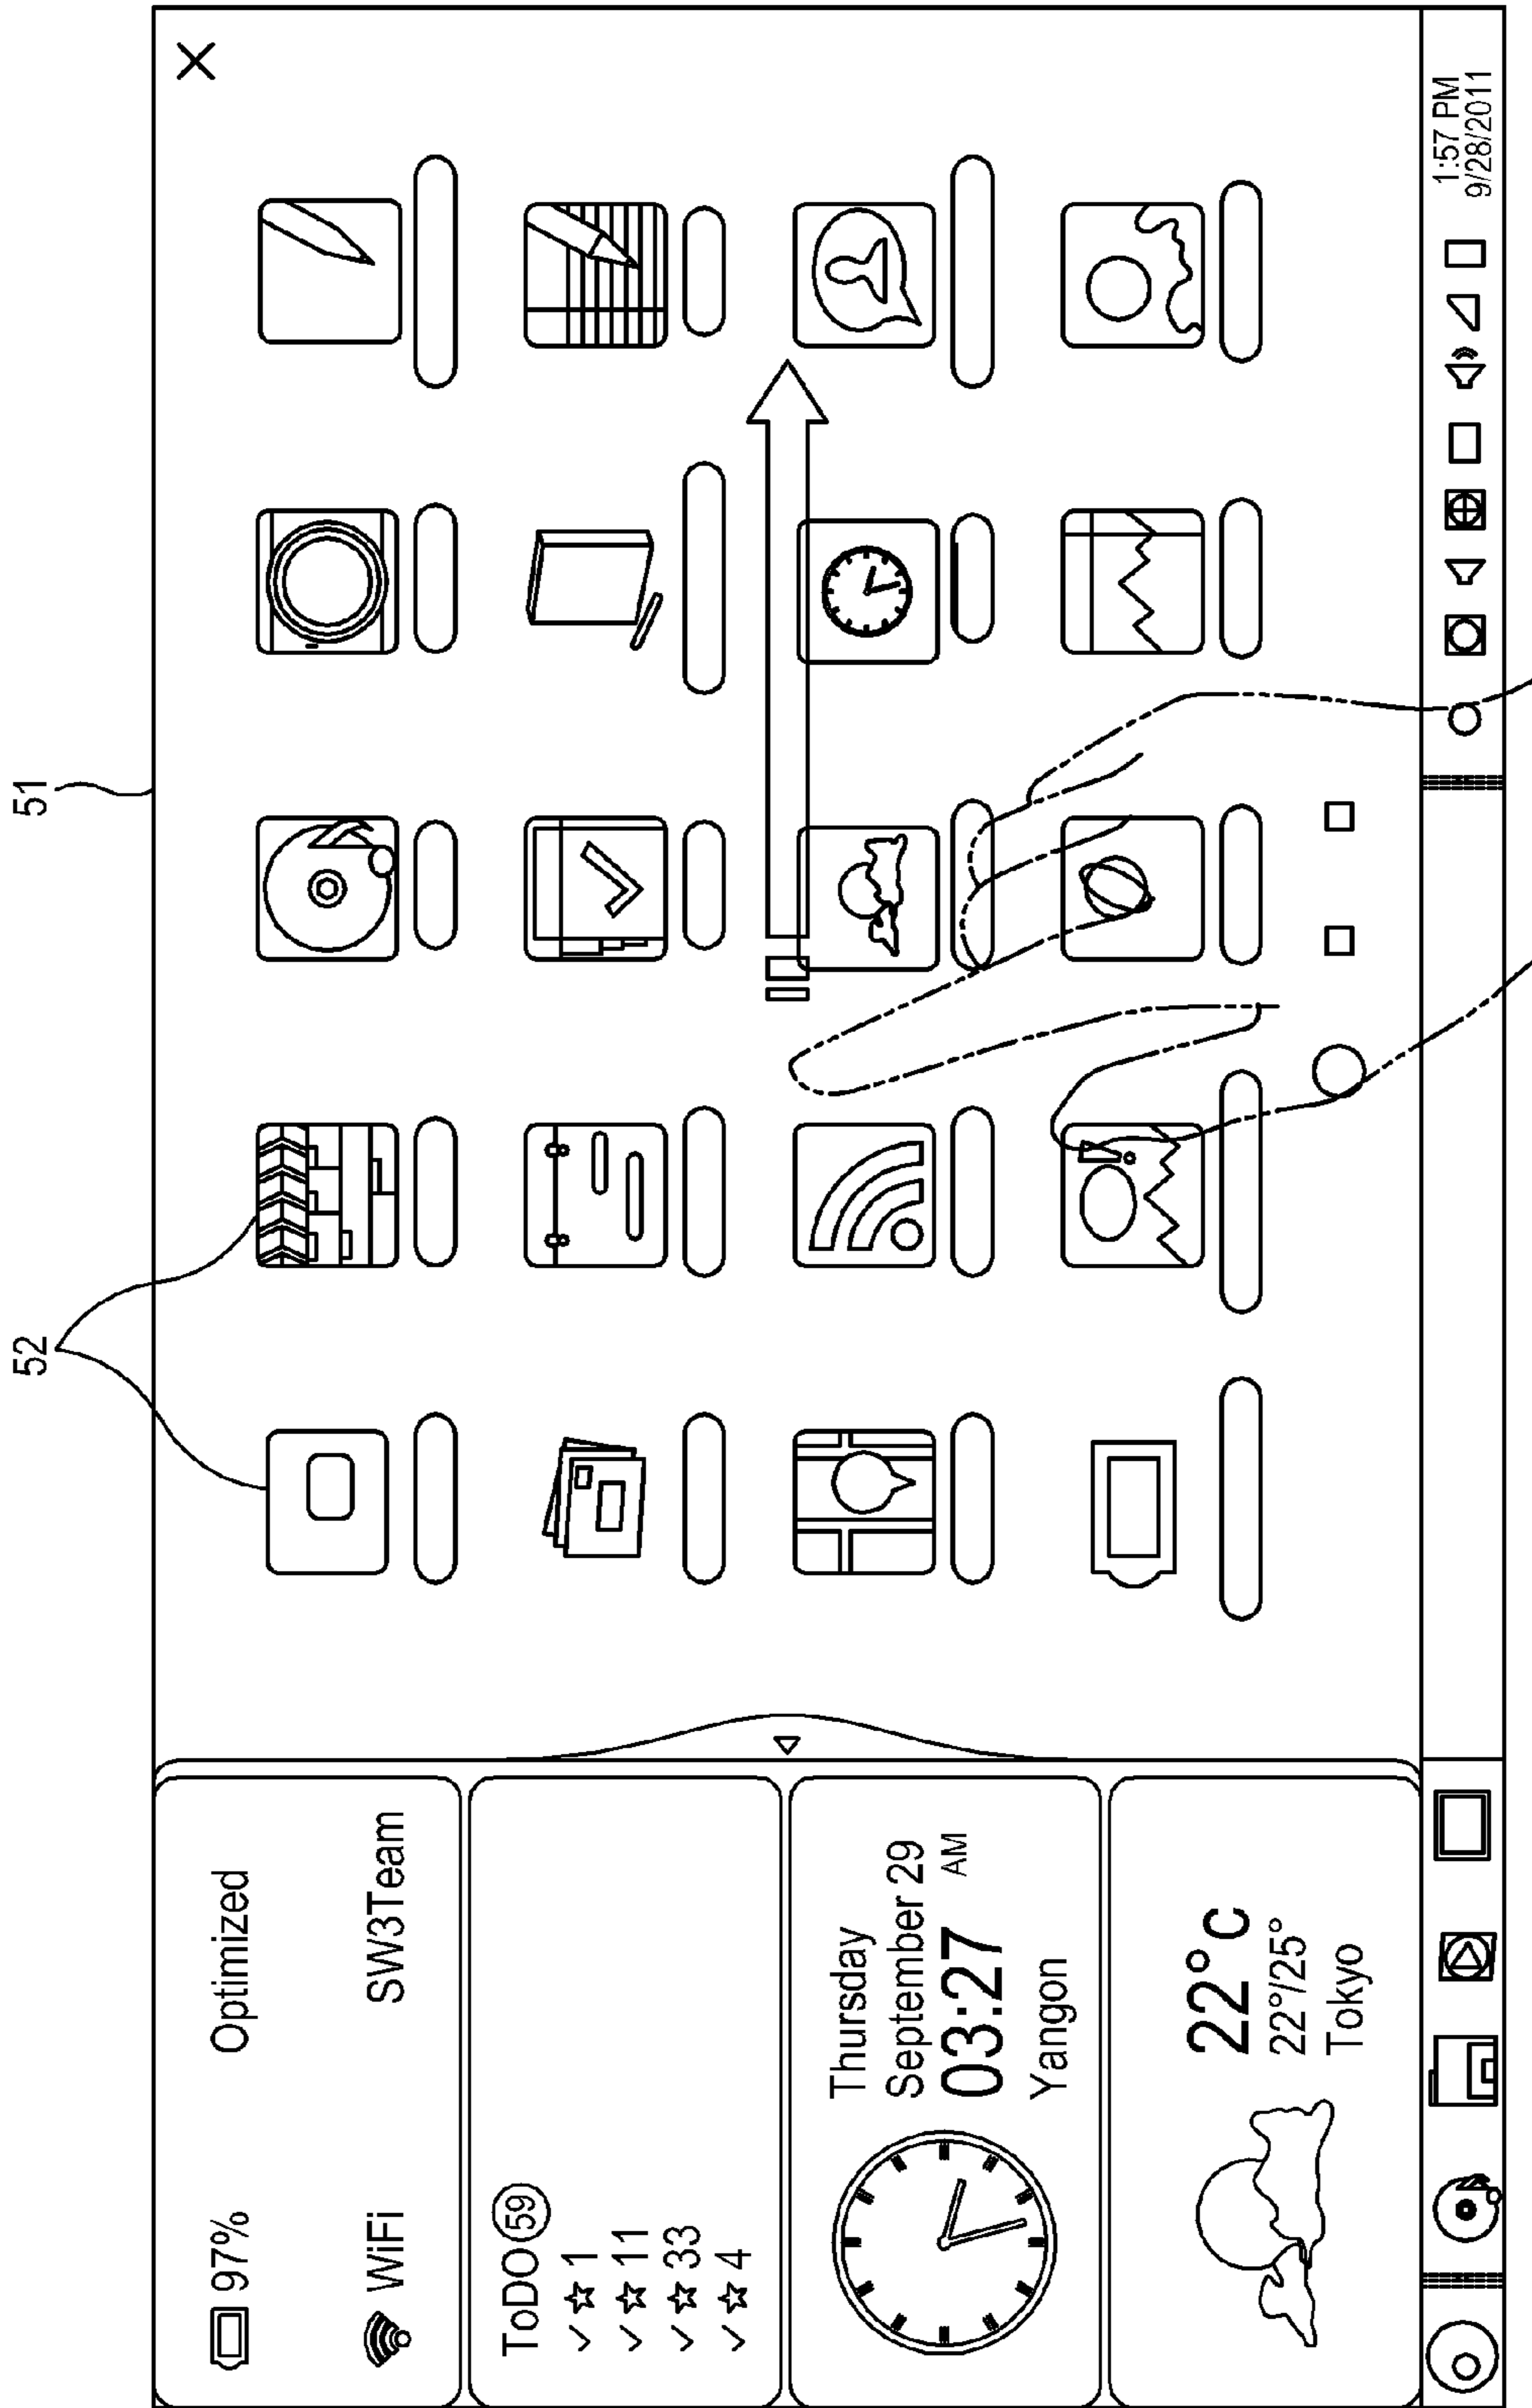 51
52
97% Optimized
WiFi SW3Team
ToDO 59
✓ ☆ 1
✓ ☆ 11
✓ ☆ 33
✓ ☆ 4
Thursday
September 29
03:27 AM
Yangon
22°c
22°/25°
Tokyo
1:57 PM
9/28/2011